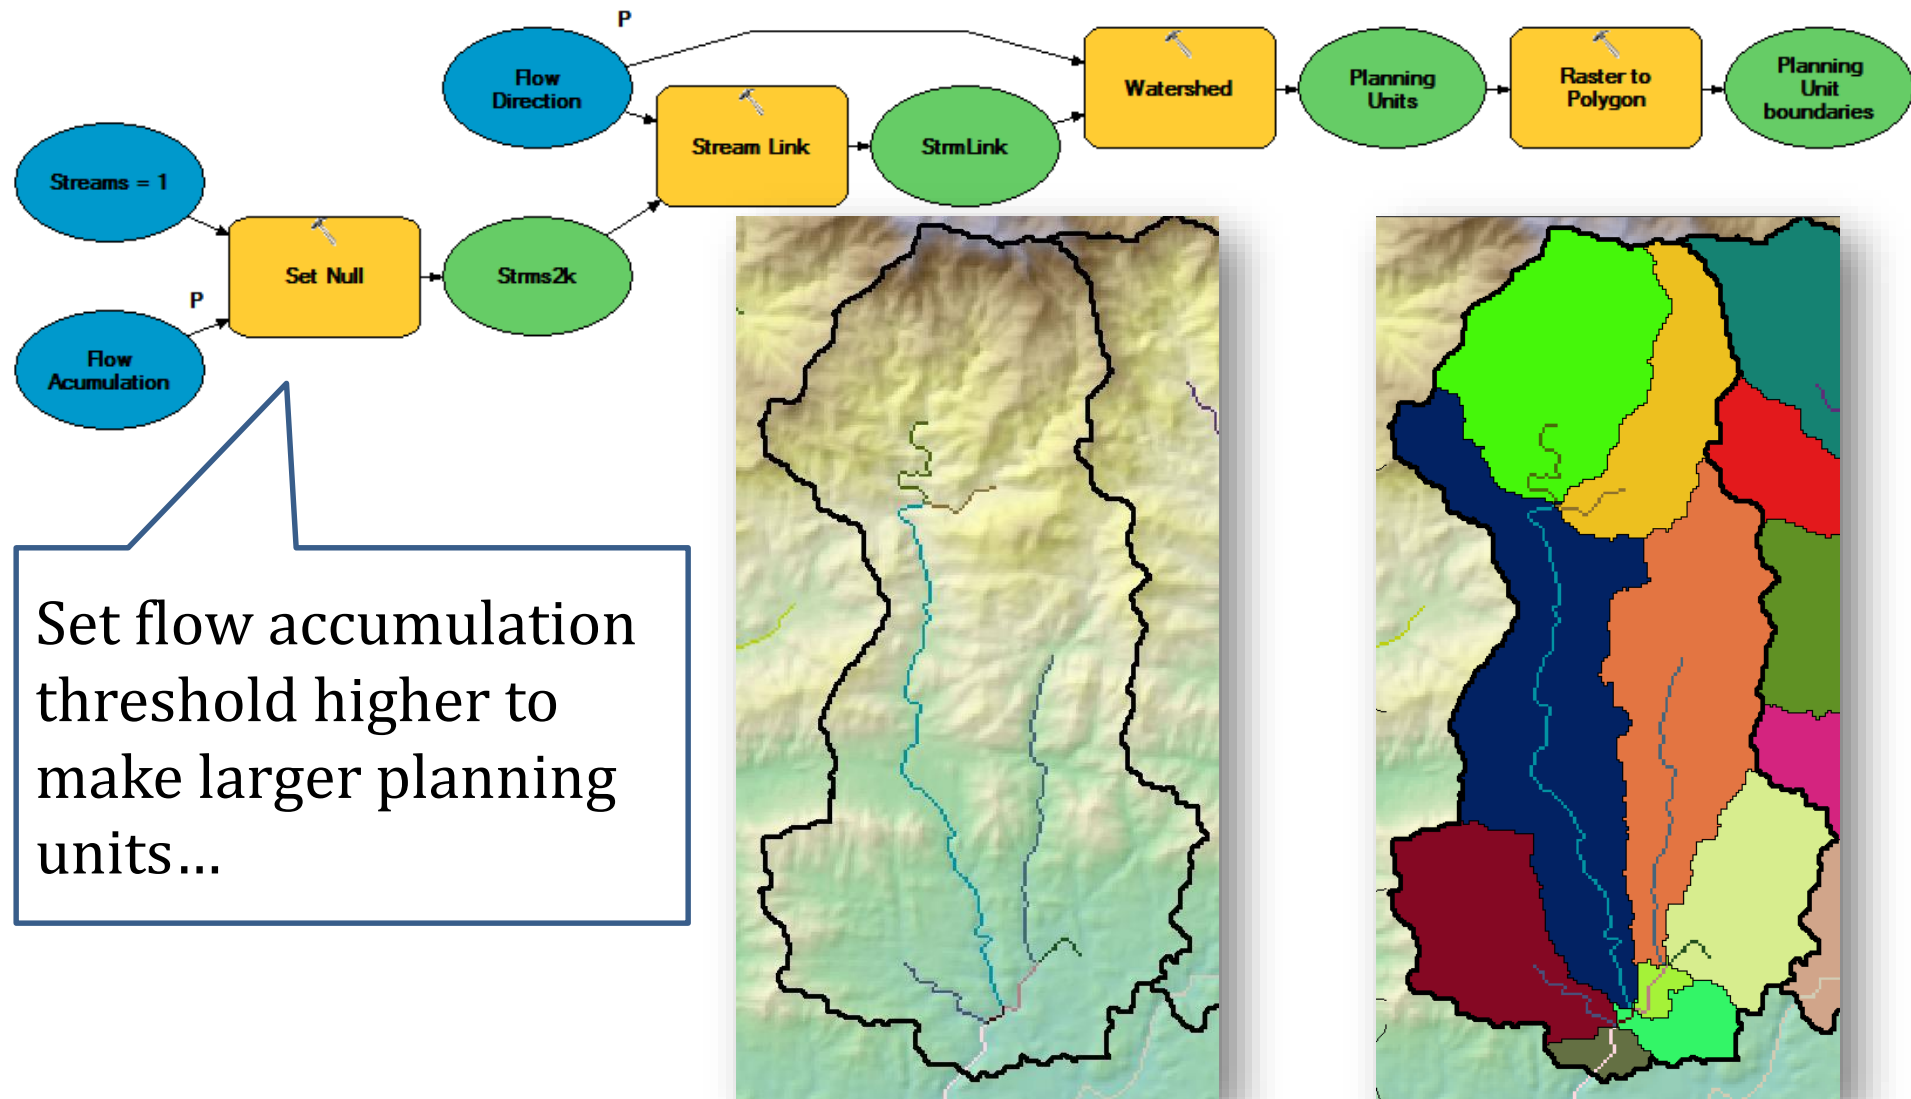 P
Flow
Direction
Watershed
Planning
Units
Raster to
Polygon
Planning
Unit
boundaries
Stream Link
StrmLink
Streams = 1
Set Null
Strms2k
P
Flow
Acumulation
Set flow accumulation
threshold higher to
make larger planning
units…